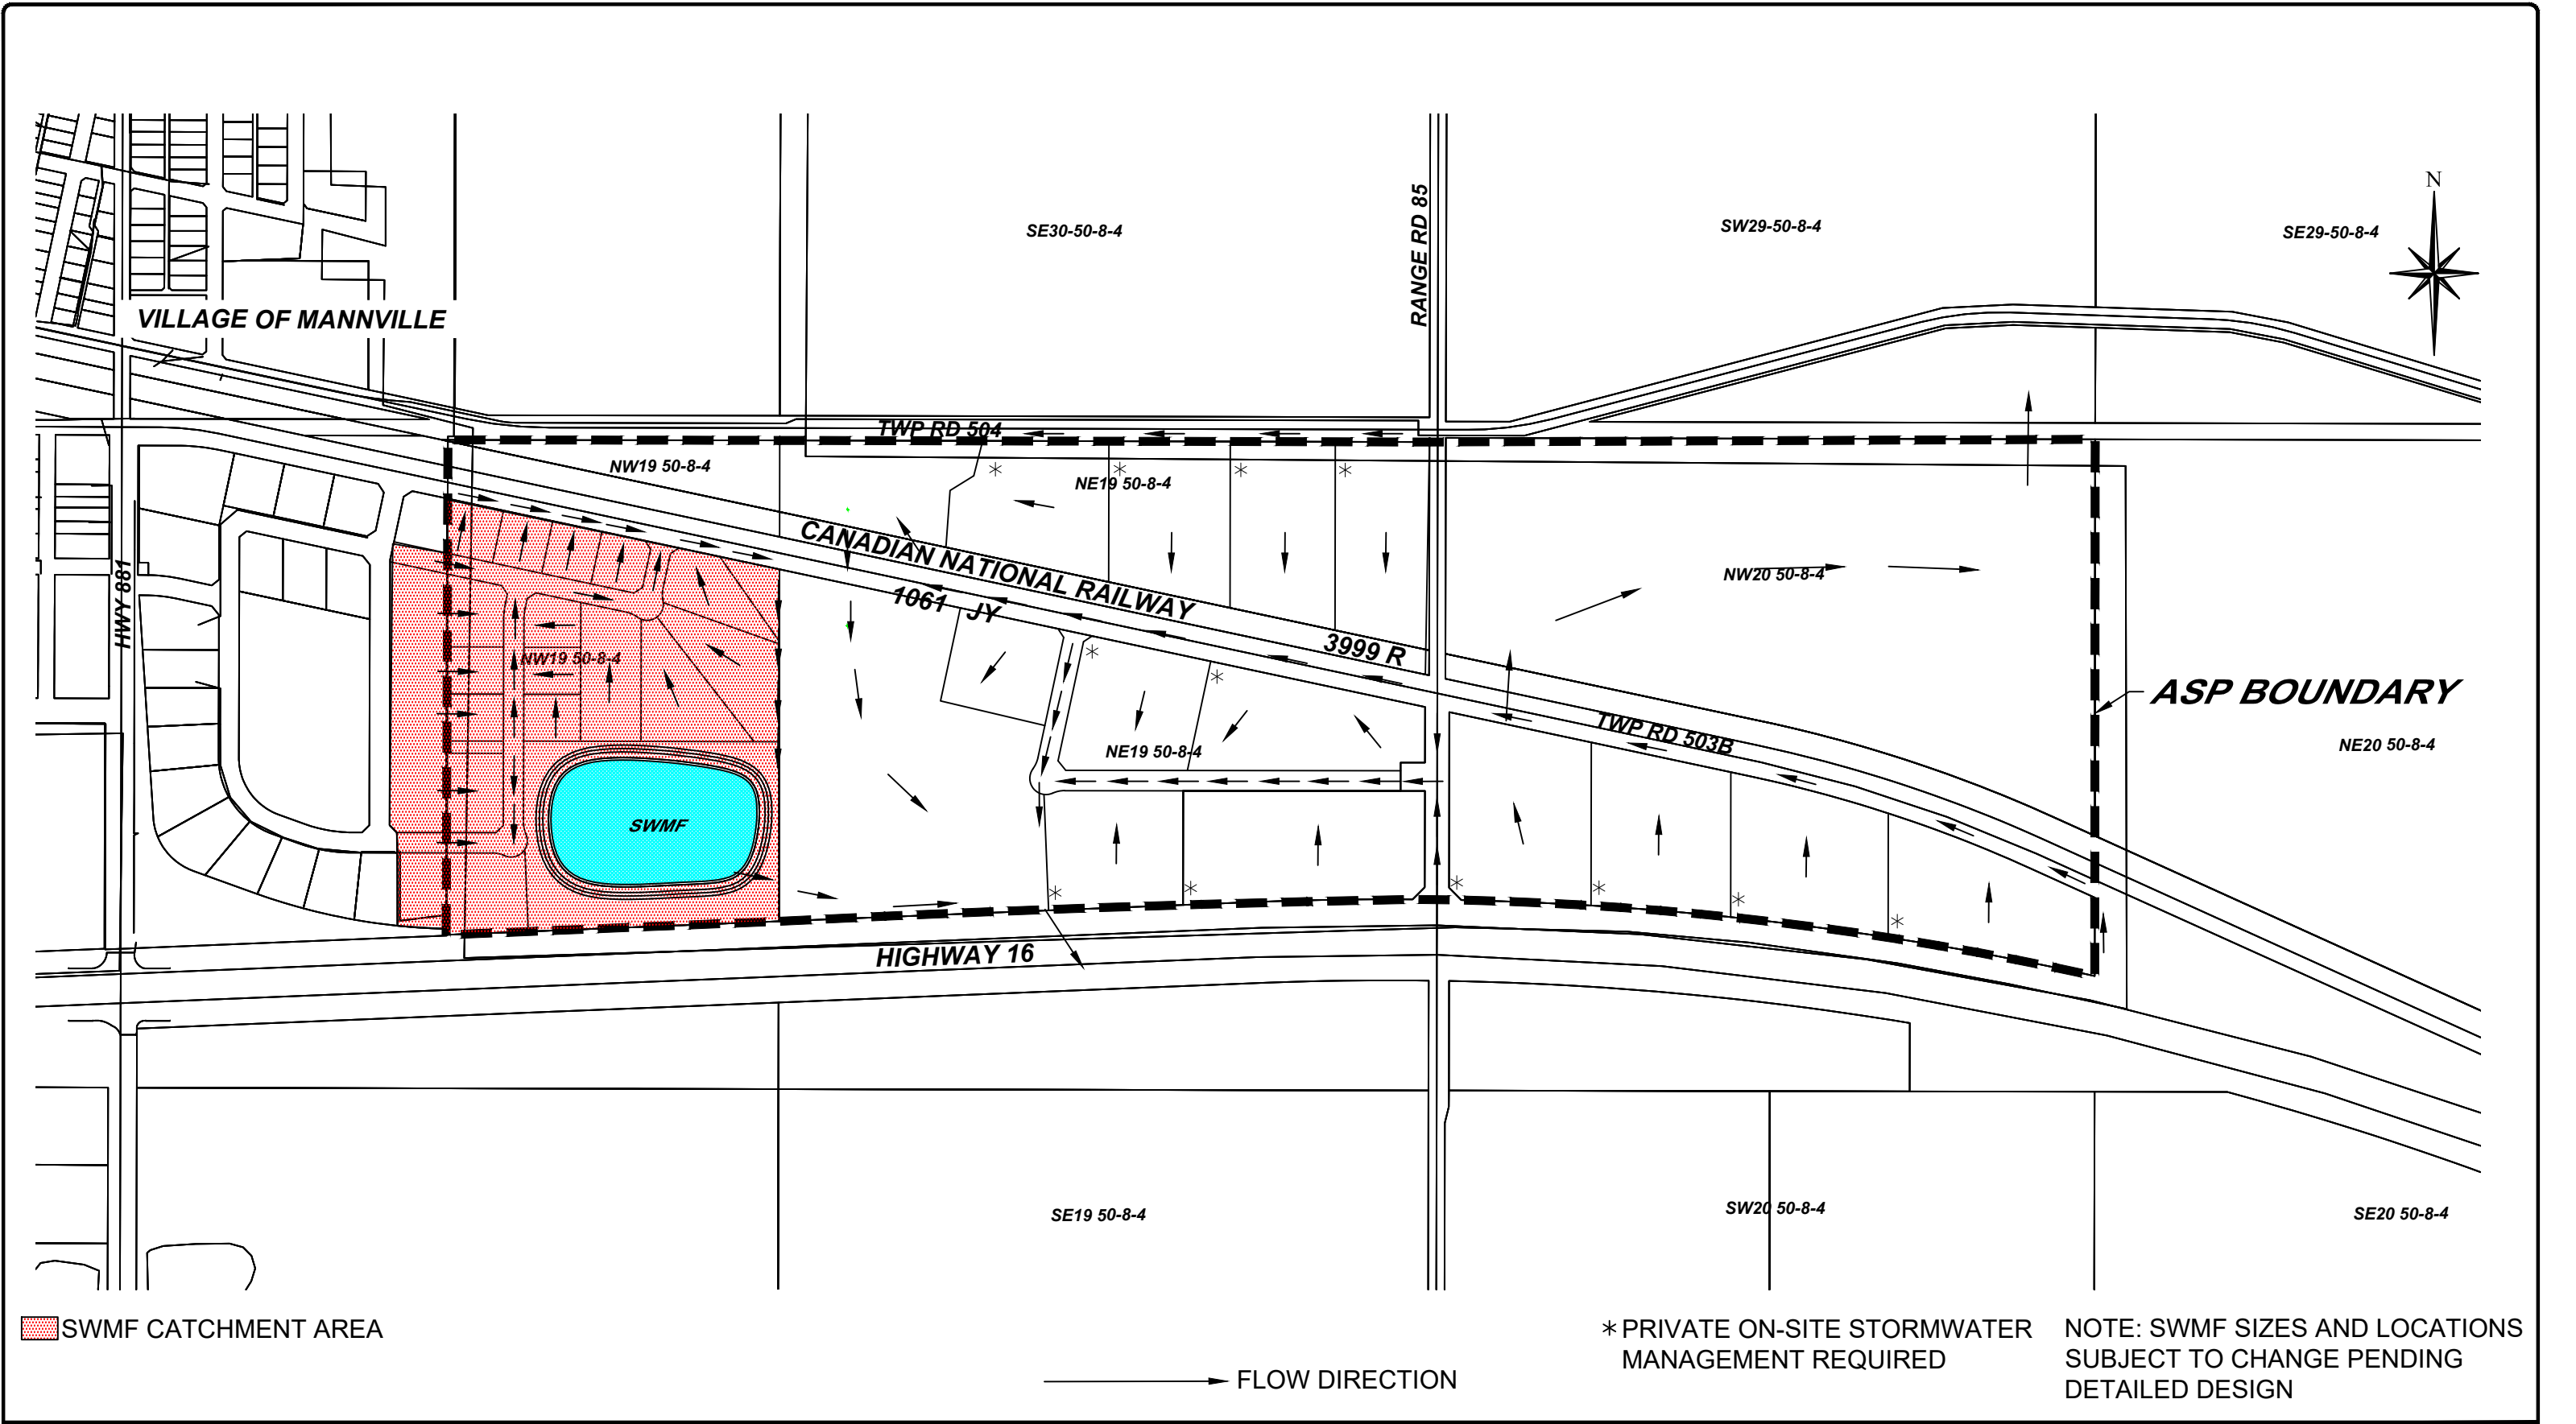 N
SE30-50-8-4
RANGE RD 85
SW29-50-8-4
SE29-50-8-4
VILLAGE OF MANNVILLE
TWP RD 504
NW19 50-8-4
NE19 50-8-4
CANADIAN NATIONAL RAILWAY
1061 JY
3999 R
NW20 50-8-4
HWY 881
NW19 50-8-4
ASP BOUNDARY
TWP RD 503B
NE19 50-8-4
NE20 50-8-4
SWMF
HIGHWAY 16
SE19 50-8-4
SW20 50-8-4
SE20 50-8-4
SWMF CATCHMENT AREA
FLOW DIRECTION
* PRIVATE ON-SITE STORMWATER
MANAGEMENT REQUIRED
NOTE: SWMF SIZES AND LOCATIONS
SUBJECT TO CHANGE PENDING
DETAILED DESIGN